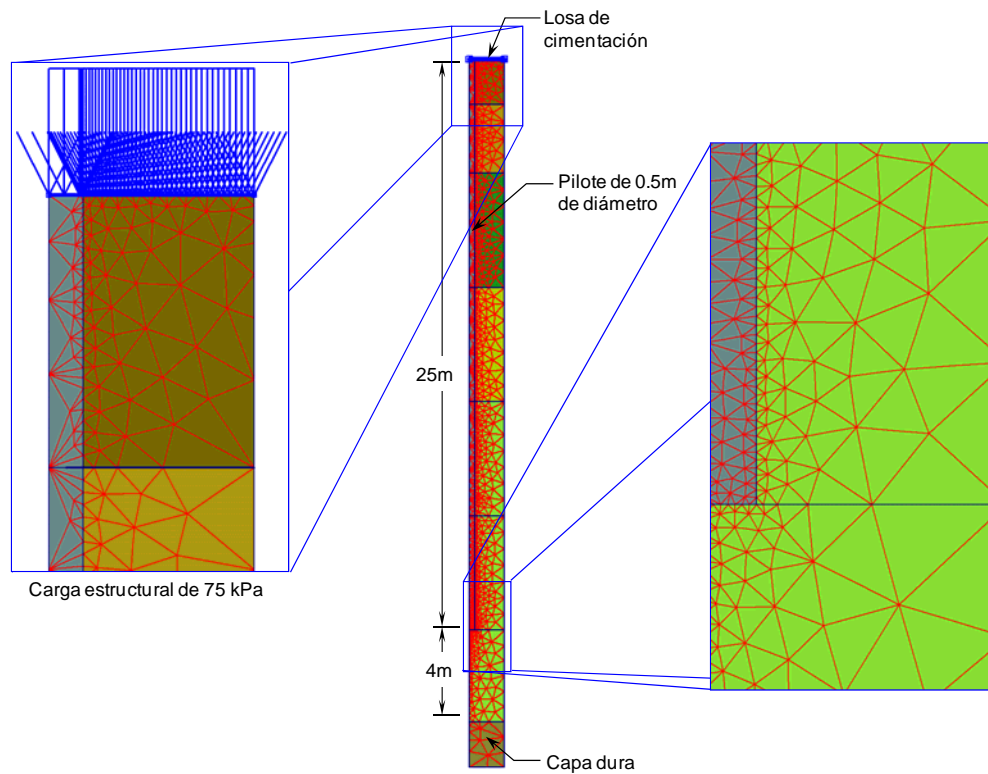 Losa de
cimentación
Pilote de 0.5m
de diámetro
25m
Carga estructural de 75 kPa
4m
Capa dura